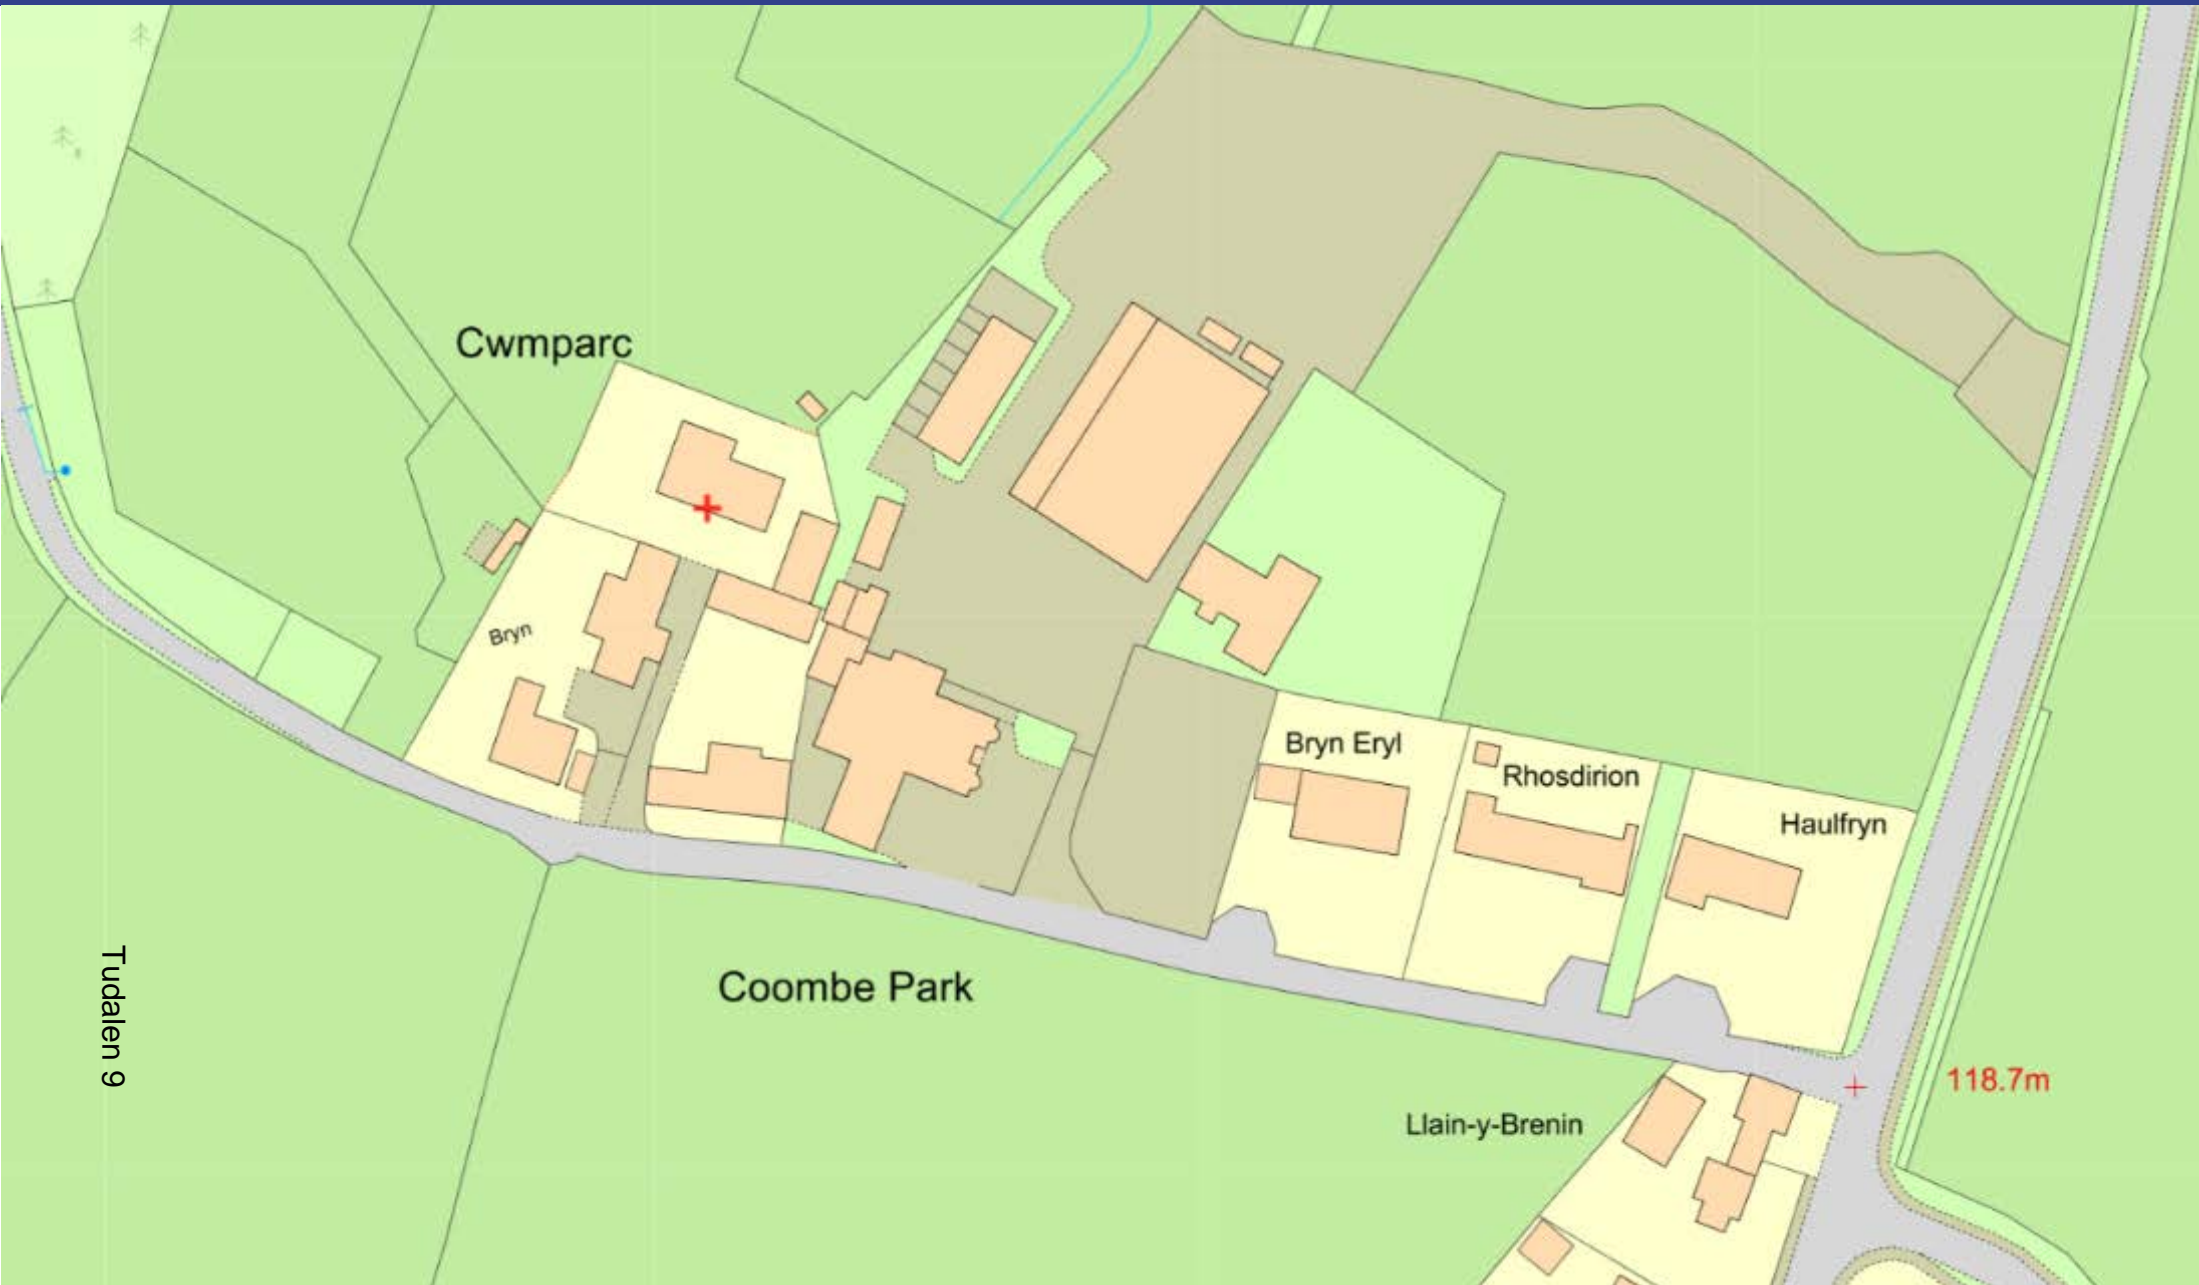 Cwmparc
Bryn
Bryn Eryl
Rhosdirion
Haulfryn
Coombe Park
Tudalen 9
118.7m
Llain-y-Brenin